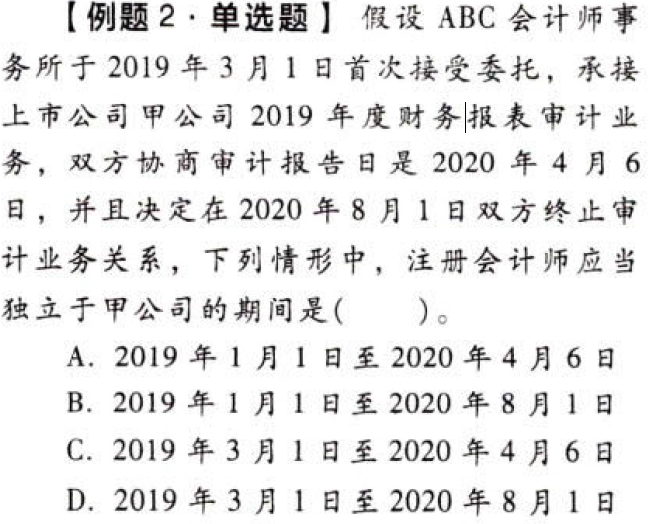 【例题2·单选题】 假设 ABC 会计师事
务所于 2019 年 3 月 1 日首次接受委托，承接
上市公司甲公司 2019 年度财务报表审计业
务，双方协商审计报告日是 2020 年 4 月 6
日，并且决定在 2020 年 8 月 1 日双方终止审
计业务关系，下列情形中，注册会计师应当
独立于甲公司的期间是(　　)。
A. 2019 年 1 月 1 日至 2020 年 4 月 6 日
B. 2019 年 1 月 1 日至 2020 年 8 月 1 日
C. 2019 年 3 月 1 日至 2020 年 4 月 6 日
D. 2019 年 3 月 1 日至 2020 年 8 月 1 日